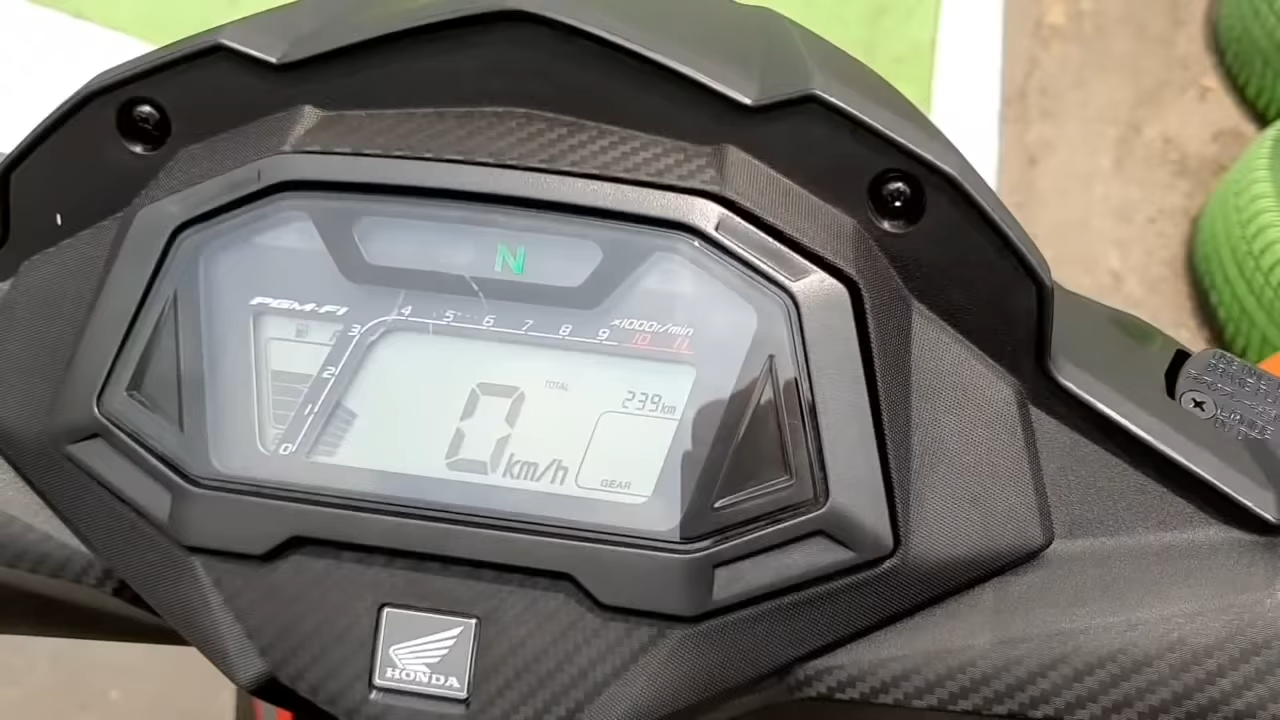 N
PGM-FI
4 5 6 7 8 9 10 11
×1000r/min
3
2
1
0
TOTAL
239km
0km/h
GEAR
HONDA